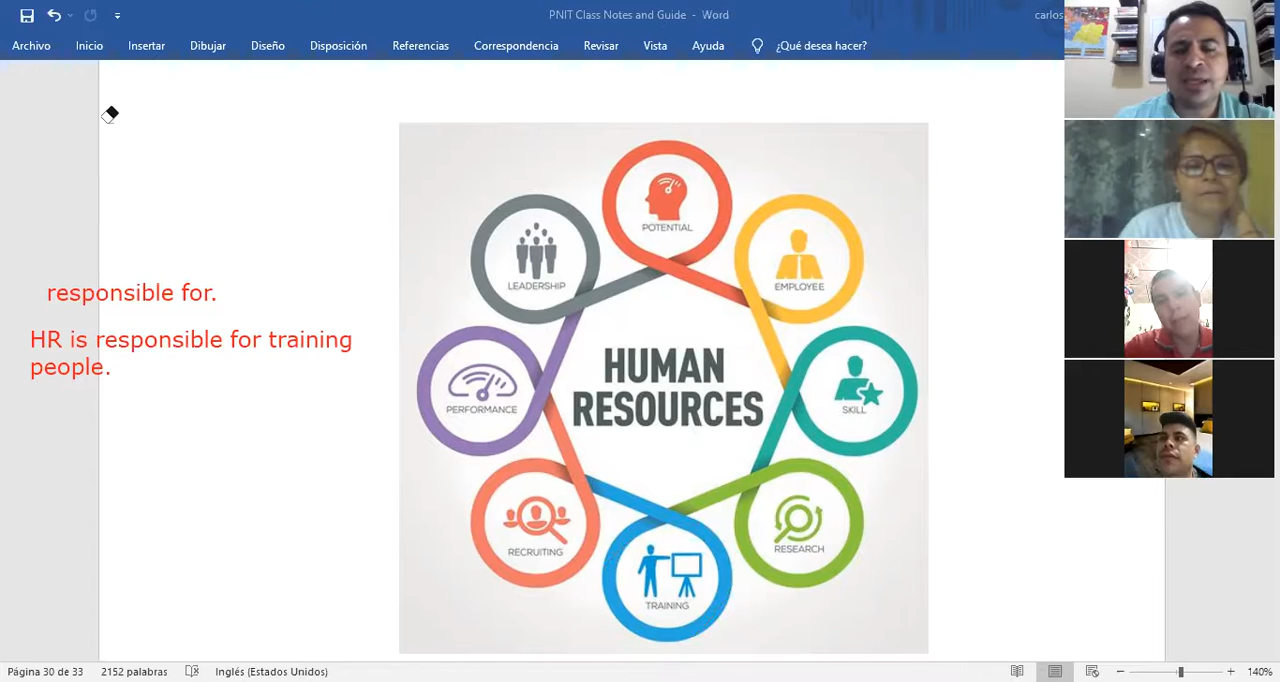 PNIT Class Notes and Guide - Word
carlos
Archivo Inicio Insertar Dibujar Diseño Disposición Referencias Correspondencia Revisar Vista Ayuda ¿Qué desea hacer?
POTENTIAL
LEADERSHIP
EMPLOYEE
responsible for.
HR is responsible for training
people.
HUMAN
RESOURCES
PERFORMANCE
SKILL
RECRUITING
RESEARCH
TRAINING
Página 30 de 33 2152 palabras Inglés (Estados Unidos) 140%